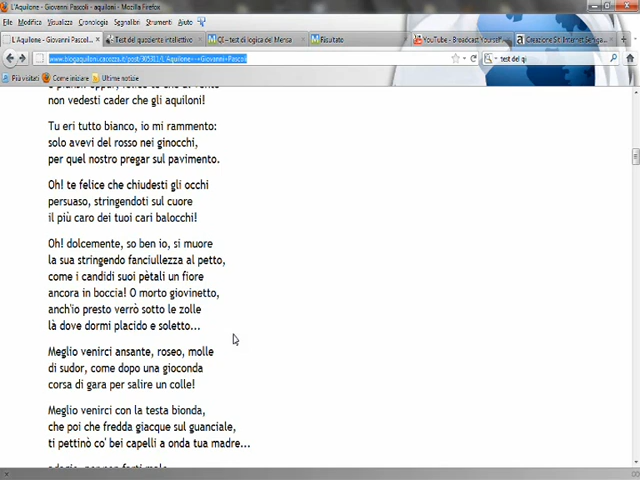 L'Aquilone - Giovanni Pascoli - aquiloni - Mozilla Firefox
File Modifica Visualizza Cronologia Segnalibri Strumenti Aiuto
L'Aquilone - Giovanni Pascoli...
Test del quoziente intellettivo
QI – test di logica del Mensa
Risultato
YouTube - Broadcast Yourself
Creazione Siti Internet Seniga...
test del qi
Più visitati Come iniziare Ultime notizie
non vedesti cader che gli aquiloni!
Tu eri tutto bianco, io mi rammento:
solo avevi del rosso nei ginocchi,
per quel nostro pregar sul pavimento.
Oh! te felice che chiudesti gli occhi
persuaso, stringendoti sul cuore
il più caro dei tuoi cari balocchi!
Oh! dolcemente, so ben io, si muore
la sua stringendo fanciullezza al petto,
come i candidi suoi pètali un fiore
ancora in boccia! O morto giovinetto,
anch'io presto verrò sotto le zolle
là dove dormi placido e soletto...
Meglio venirci ansante, roseo, molle
di sudor, come dopo una gioconda
corsa di gara per salire un colle!
Meglio venirci con la testa bionda,
che poi che fredda giacque sul guanciale,
ti pettinò co' bei capelli a onda tua madre...